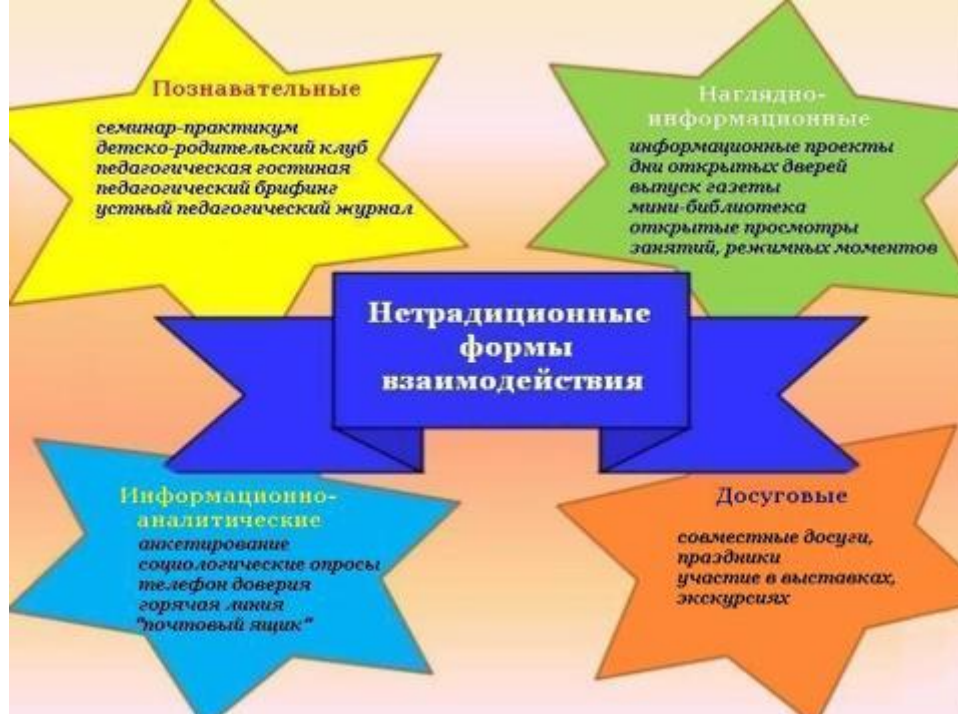 Познавательные
семинар-практикум
детско-родительский клуб
педагогическая гостиная
педагогический брифинг
устный педагогический журнал
Наглядно-
информационные
информационные проекты
дни открытых дверей
выпуск газеты
мини-библиотека
открытые просмотры
занятий, режимных моментов
Нетрадиционные
формы
взаимодействия
Информационно-
аналитические
анкетирование
социологические опросы
телефон доверия
горячая линия
"почтовый ящик"
Досуговые
совместные досуги,
праздники
участие в выставках,
экскурсиях